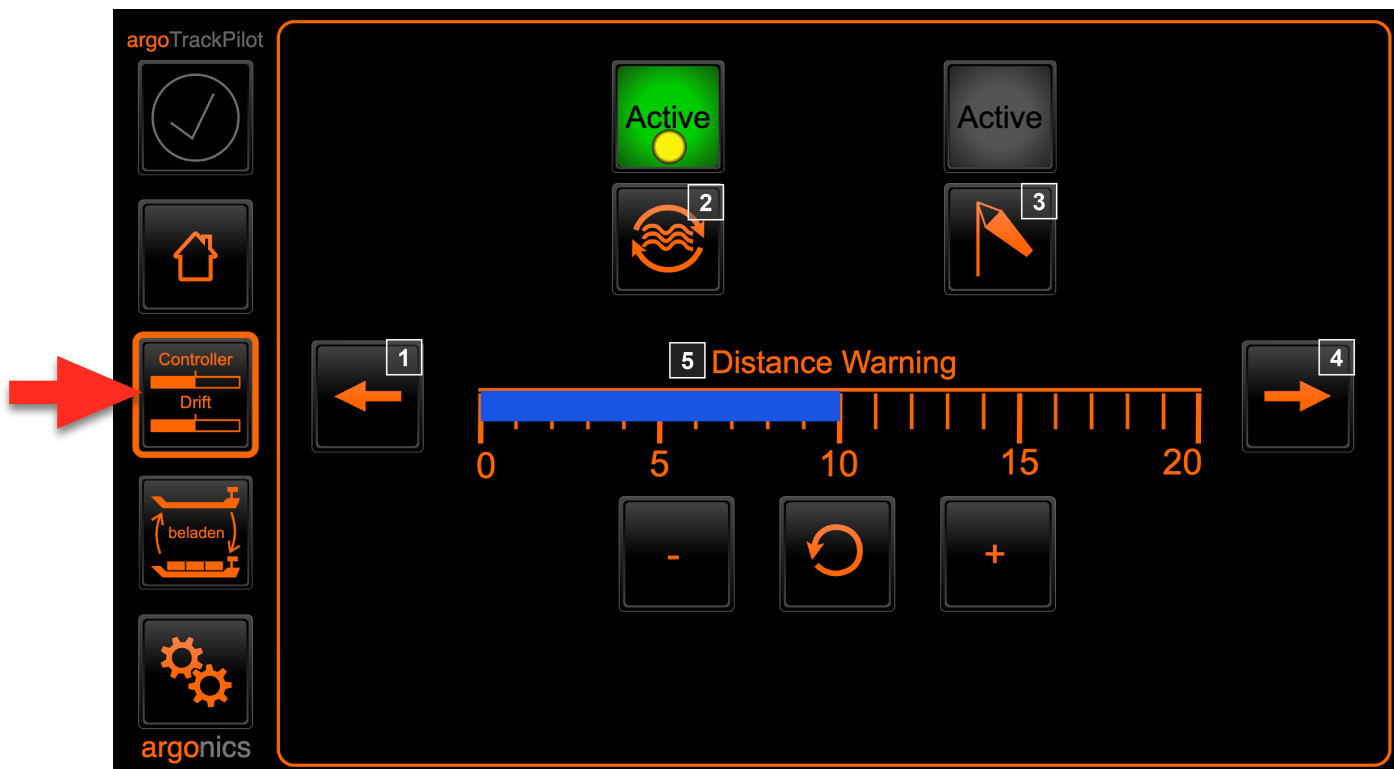 argoTrackPilot
Active
Active
2
3
Controller
Drift
1
5 Distance Warning
4
0 5 10 15 20
beladen
- +
argonics